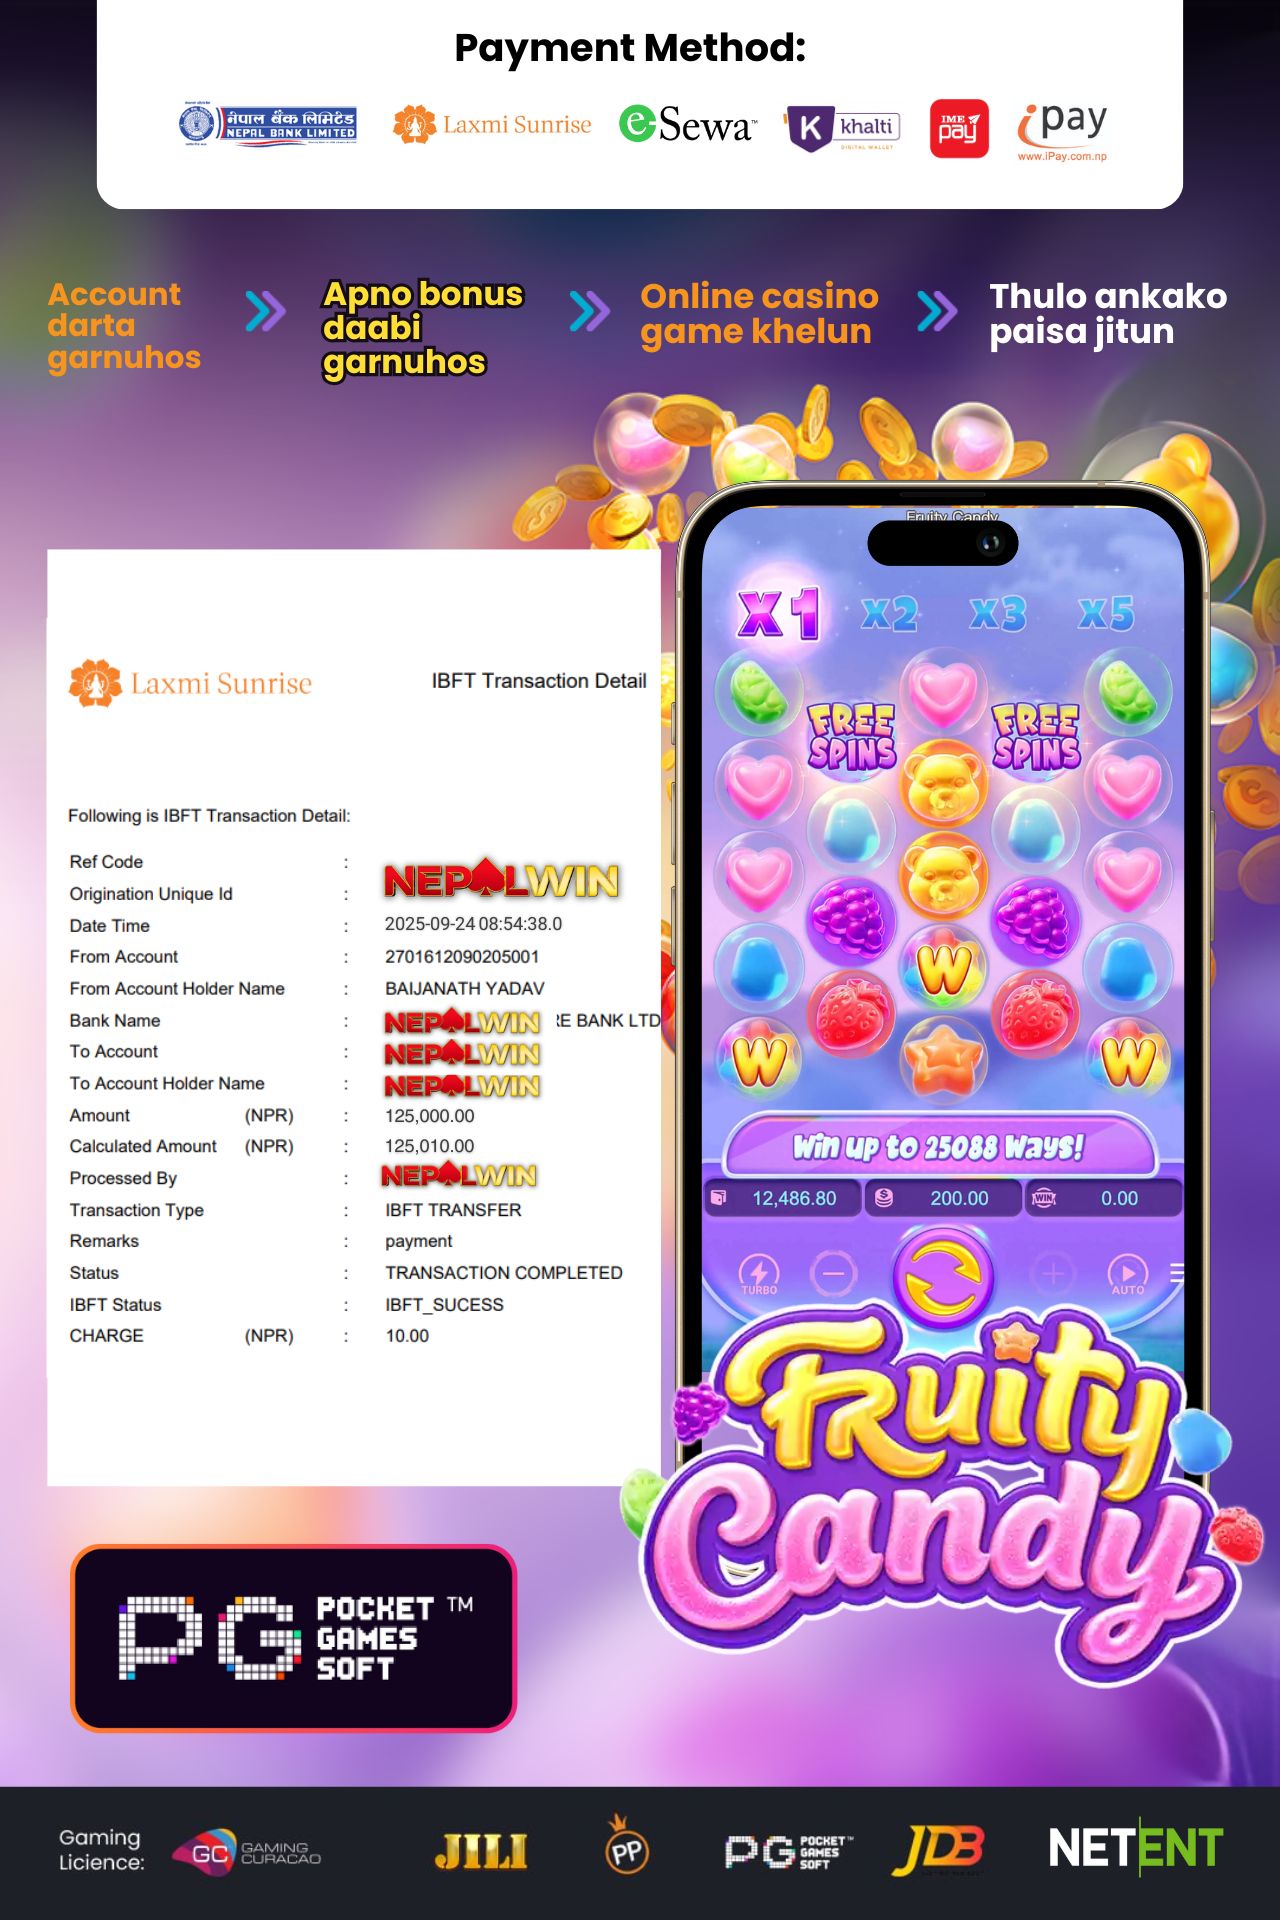 Payment Method:
नेपाल बैंक लिमिटेड
NEPAL BANK LIMITED
Laxmi Sunrise
e-Sewa™
K khalti
DIGITAL WALLET
IME pay
ipay
www.iPay.com.np
Account
darta
garnuhos
Apno bonus
daabi
garnuhos
Online casino
game khelun
Thulo ankako
paisa jitun
Fruity Candy
x1 x2 x3 x5
FREE SPINS
FREE SPINS
W
W
W
Win up to 25088 Ways!
12,486.80 200.00 WIN 0.00
TURBO AUTO
Fruity
Candy
Laxmi Sunrise IBFT Transaction Detail
Following is IBFT Transaction Detail:
Ref Code : NEPALWIN
Origination Unique Id :
Date Time : 2025-09-24 08:54:38.0
From Account : 2701612090205001
From Account Holder Name : BAIJANATH YADAV
Bank Name : NEPALWIN RE BANK LTD
To Account : NEPALWIN
To Account Holder Name : NEPALWIN
Amount (NPR) : 125,000.00
Calculated Amount (NPR) : 125,010.00
Processed By : NEPALWIN
Transaction Type : IBFT TRANSFER
Remarks : payment
Status : TRANSACTION COMPLETED
IBFT Status : IBFT_SUCESS
CHARGE (NPR) : 10.00
PG POCKET GAMES SOFT ™
Gaming
Licience:
GC GAMING CURACAO
JILI
PP
PG POCKET GAMES SOFT ™
JDB
NETENT